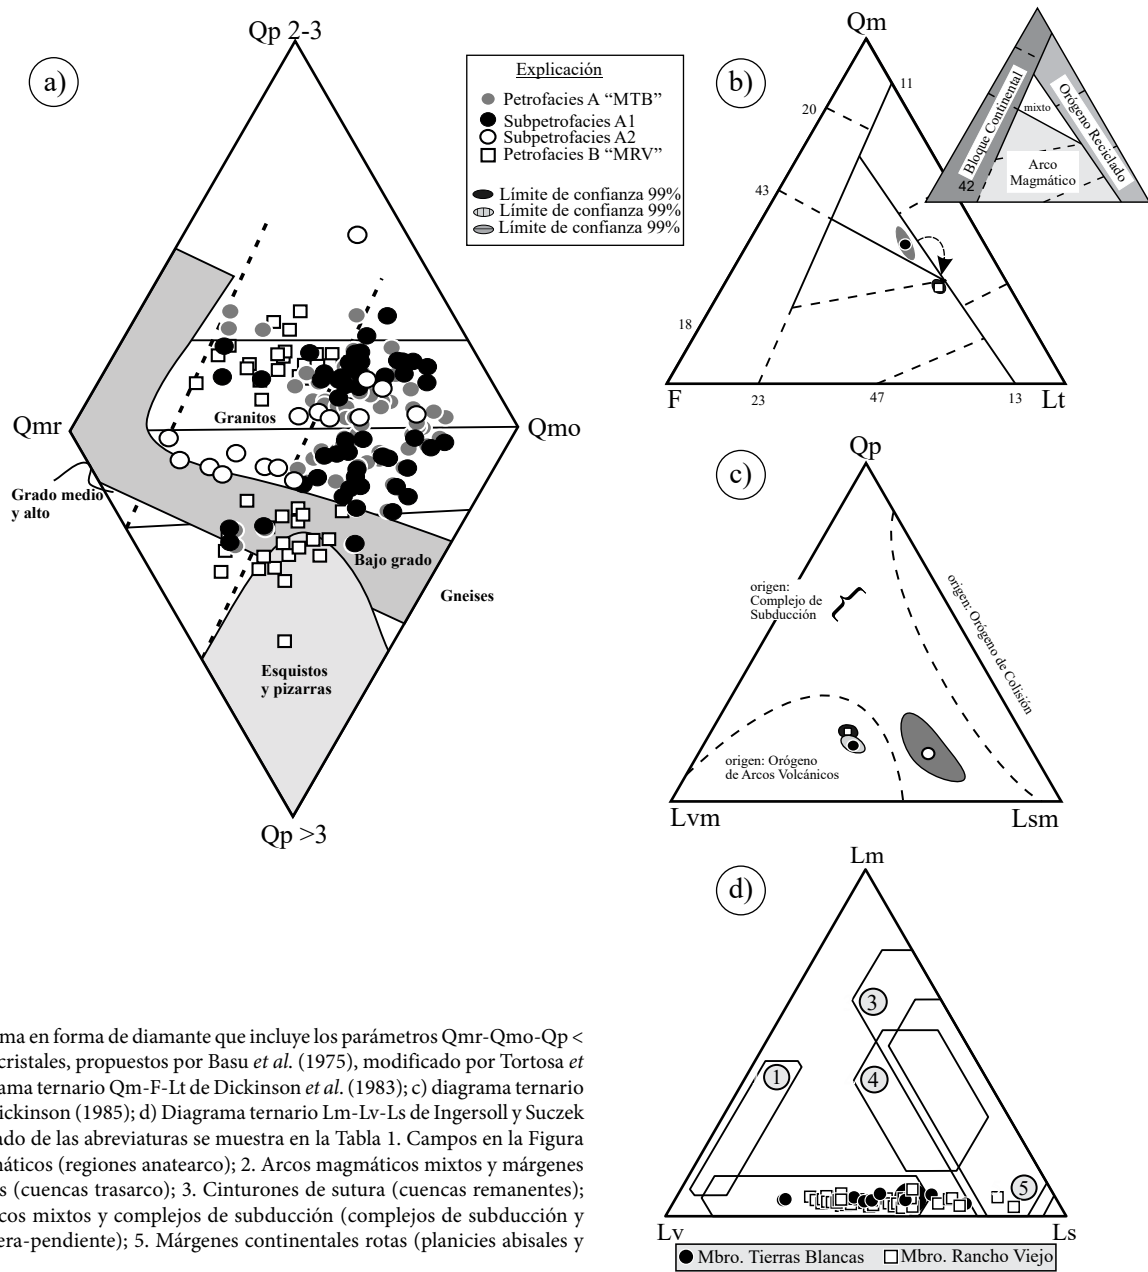 a)
Qp 2-3
Qmr
Qmo
Qp >3
Granitos
Grado medio
y alto
Bajo grado
Gneises
Esquistos
y pizarras
Explicación
Petrofacies A “MTB”
Subpetrofacies A1
Subpetrofacies A2
Petrofacies B “MRV”
Límite de confianza 99%
Límite de confianza 99%
Límite de confianza 99%
b)
Qm
11
20
43
18
F
23
47
13
Lt
Bloque Continental
mixto
Orógeno Reciclado
Arco
Magmático
42
c)
Qp
origen:
Complejo de
Subducción
origen: Orógeno de Colisión
origen: Orógeno
de Arcos Volcánicos
Lvm
Lsm
d)
Lm
3
1
4
5
Lv
Ls
Mbro. Tierras Blancas
Mbro. Rancho Viejo
ma en forma de diamante que incluye los parámetros Qmr-Qmo-Qp <
cristales, propuestos por Basu et al. (1975), modificado por Tortosa et
rama ternario Qm-F-Lt de Dickinson et al. (1983); c) diagrama ternario
ickinson (1985); d) Diagrama ternario Lm-Lv-Ls de Ingersoll y Suczek
ado de las abreviaturas se muestra en la Tabla 1. Campos en la Figura
náticos (regiones anatearco); 2. Arcos magmáticos mixtos y márgenes
s (cuencas trasarco); 3. Cinturones de sutura (cuencas remanentes);
cos mixtos y complejos de subducción (complejos de subducción y
era-pendiente); 5. Márgenes continentales rotas (planicies abisales y